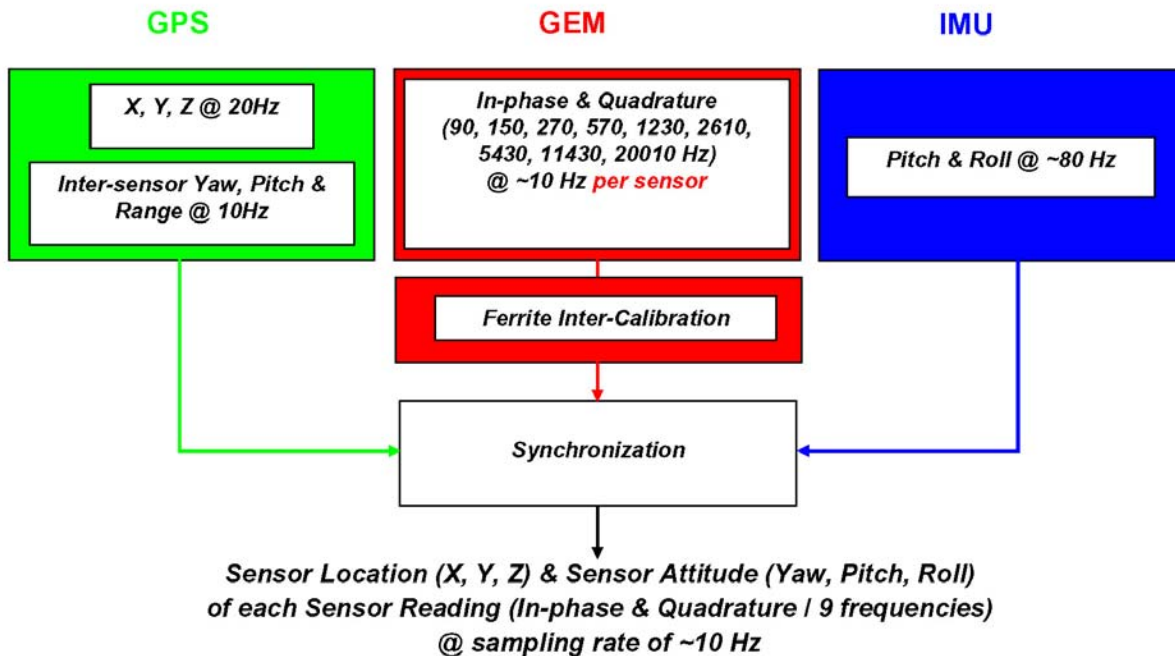 GPS
GEM
IMU
X, Y, Z @ 20Hz
Inter-sensor Yaw, Pitch &
Range @ 10Hz
In-phase & Quadrature
(90, 150, 270, 570, 1230, 2610,
5430, 11430, 20010 Hz)
@ ~10 Hz per sensor
Pitch & Roll @ ~80 Hz
Ferrite Inter-Calibration
Synchronization
Sensor Location (X, Y, Z) & Sensor Attitude (Yaw, Pitch, Roll)
of each Sensor Reading (In-phase & Quadrature / 9 frequencies)
@ sampling rate of ~10 Hz